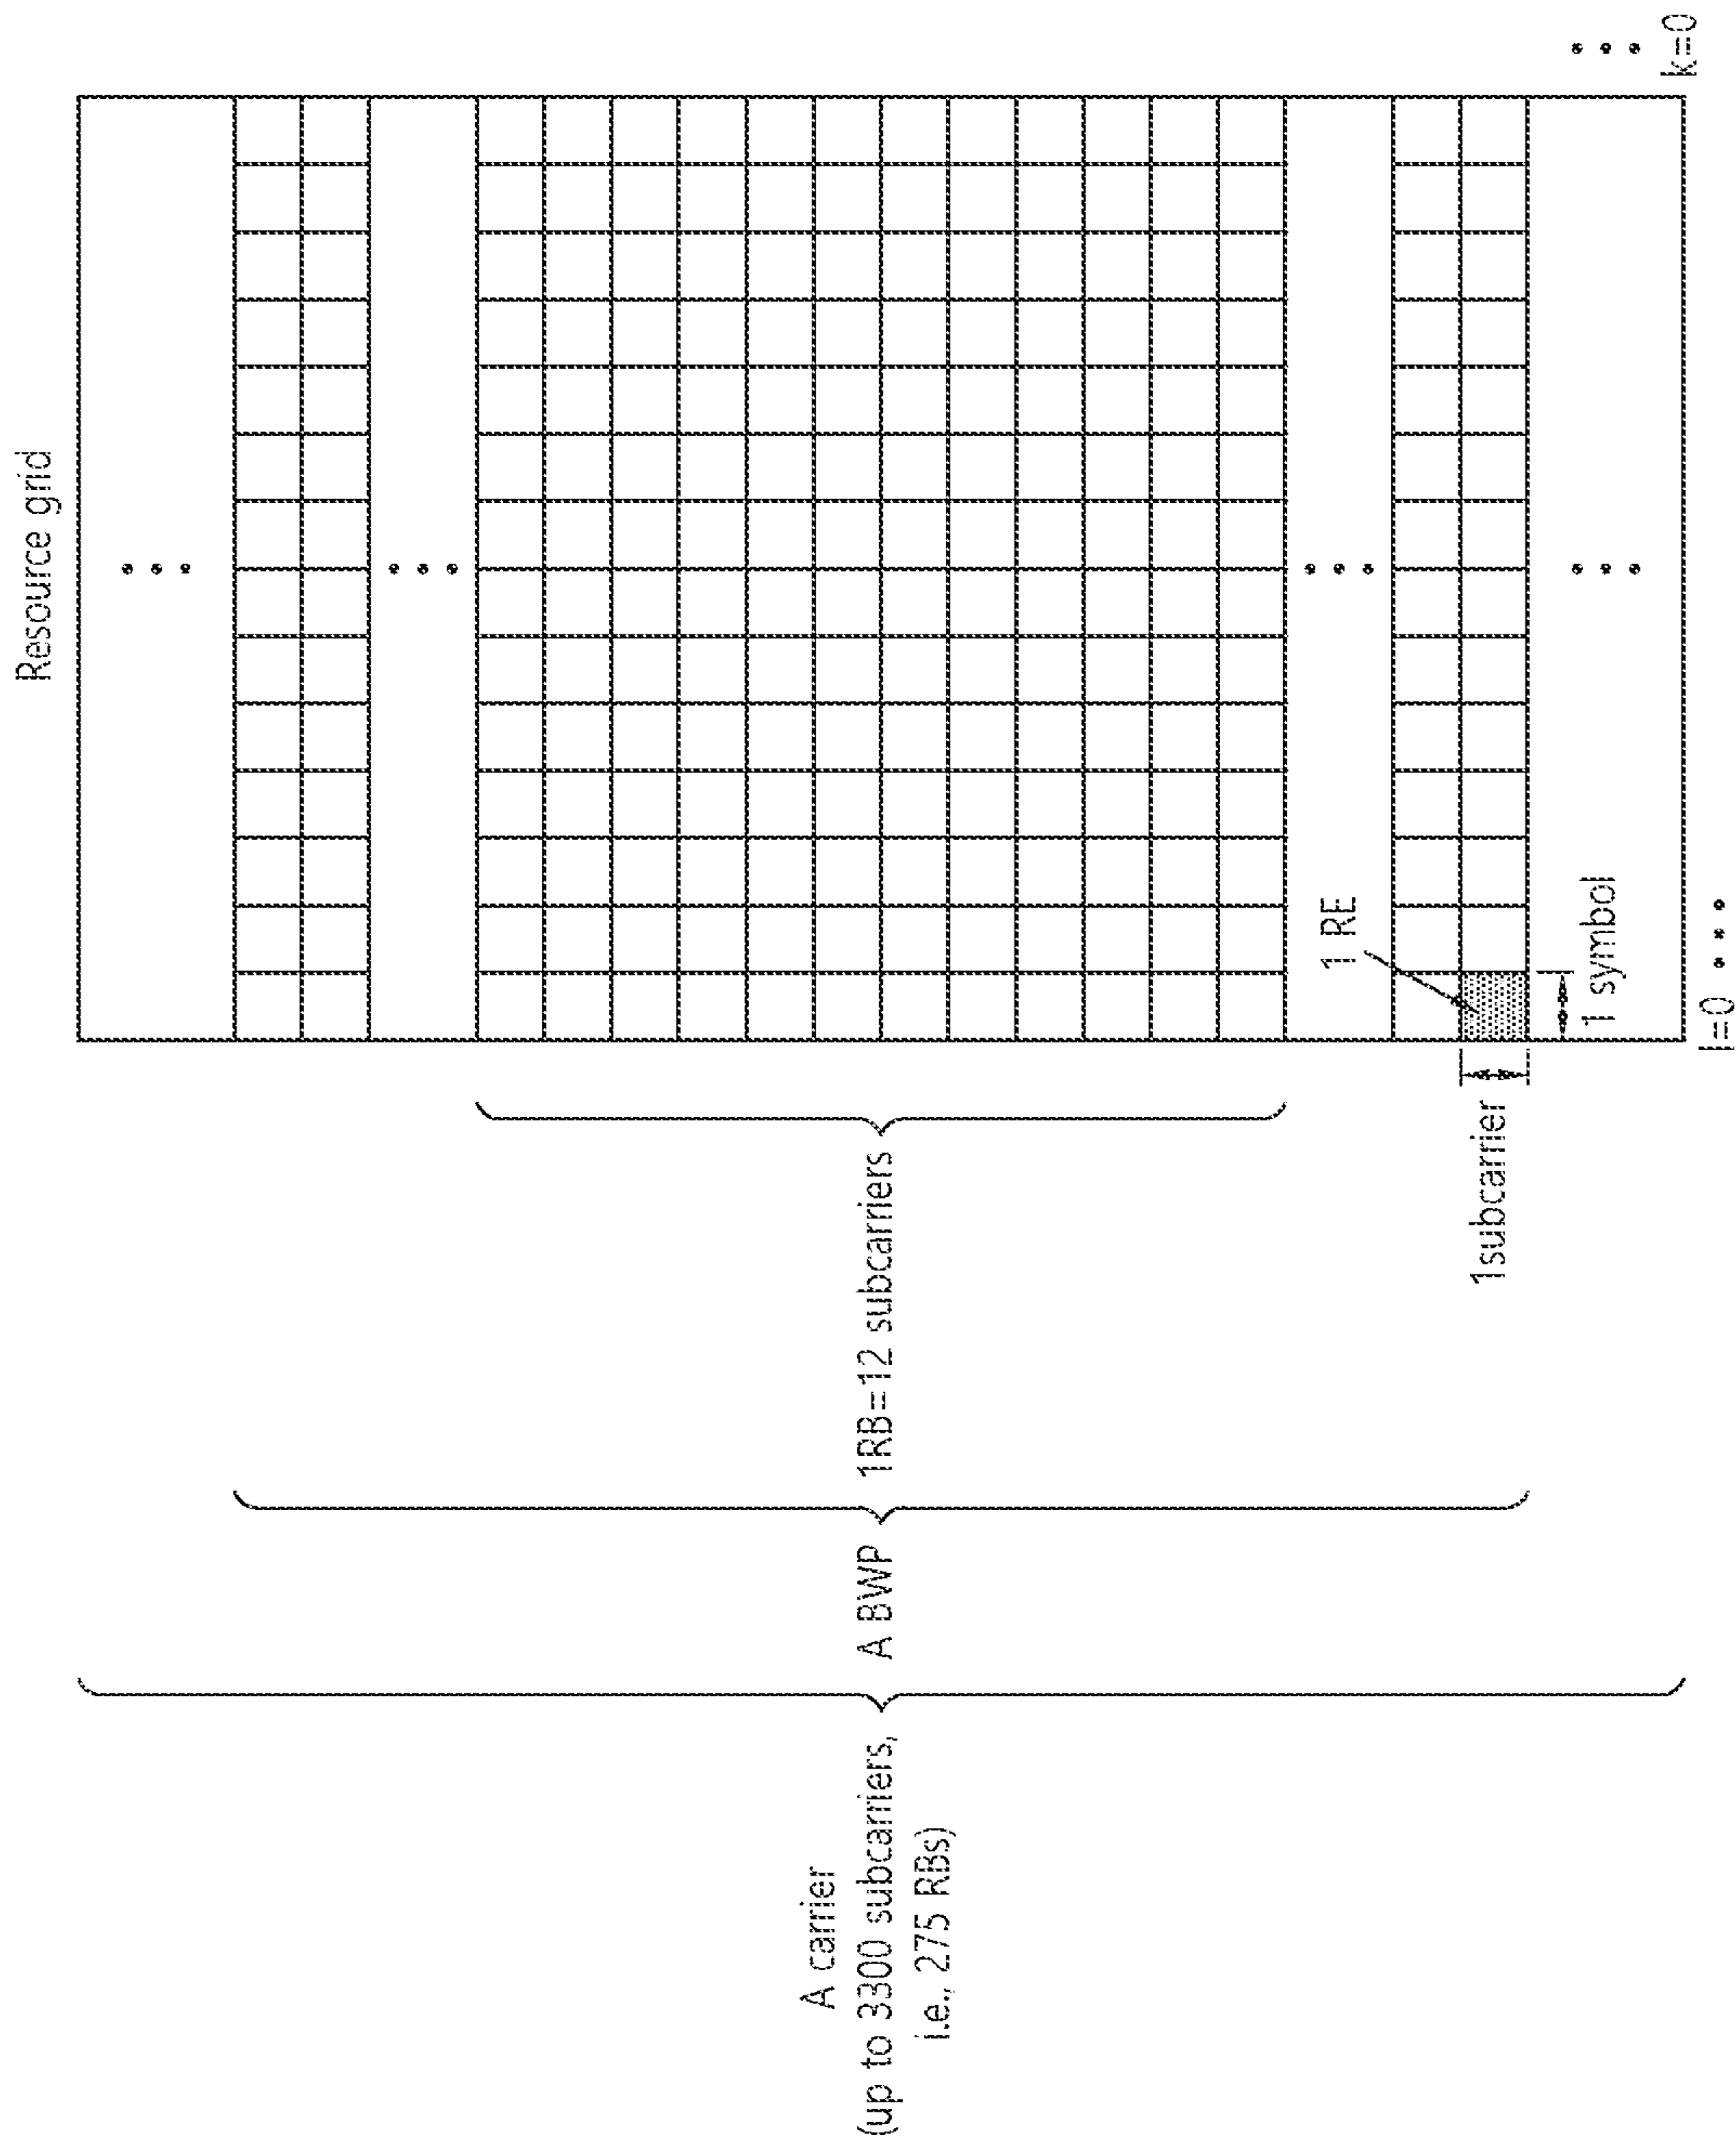 Resource grid
A carrier
(up to 3300 subcarriers,
i.e., 275 RBs)
A BWP
1RB=12 subcarriers
1 RE
1subcarrier
1 symbol
l=0
k=0